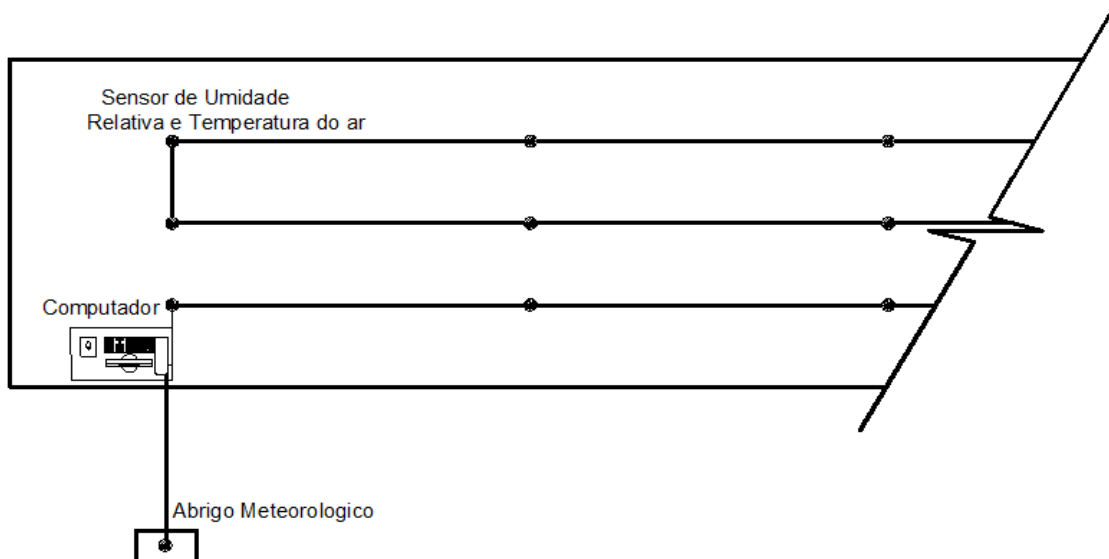 Sensor de Umidade
Relativa e Temperatura do ar
Computador
Abrigo Meteorologico